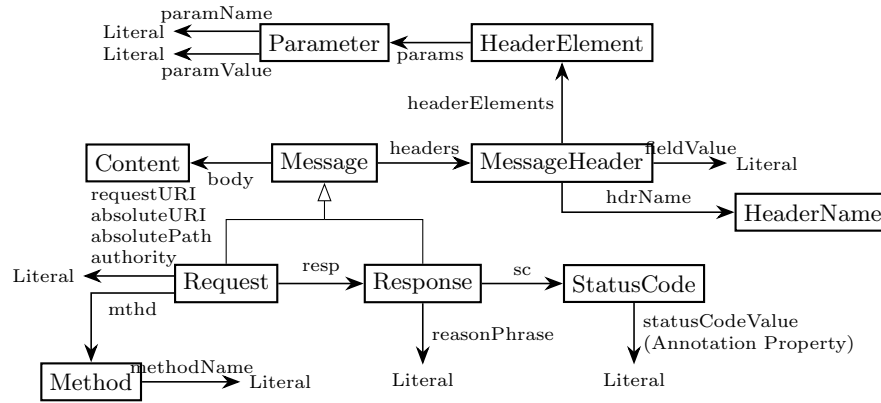 paramName
Literal
Parameter
HeaderElement
params
Literal
paramValue
headerElements
Content
body
Message
headers
MessageHeader
fieldValue
Literal
hdrName
HeaderName
requestURI
absoluteURI
absolutePath
authority
Literal
Request
resp
Response
sc
StatusCode
mthd
reasonPhrase
statusCodeValue
(Annotation Property)
Method
methodName
Literal
Literal
Literal